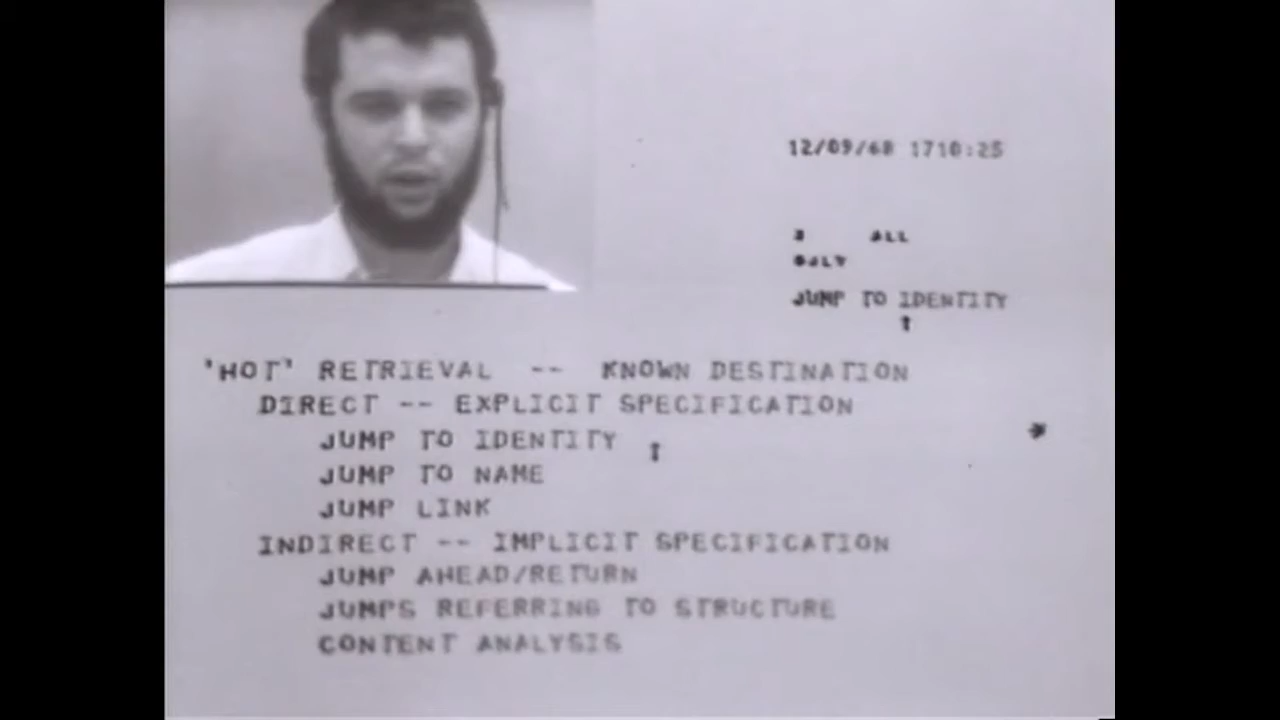 12/09/68 1710:25
ALL
JUMP TO IDENTITY
'HOT' RETRIEVAL -- KNOWN DESTINATION
DIRECT -- EXPLICIT SPECIFICATION
JUMP TO IDENTITY
JUMP TO NAME
JUMP LINK
INDIRECT -- IMPLICIT SPECIFICATION
JUMP AHEAD/RETURN
JUMPS REFERRING TO STRUCTURE
CONTENT ANALYSIS